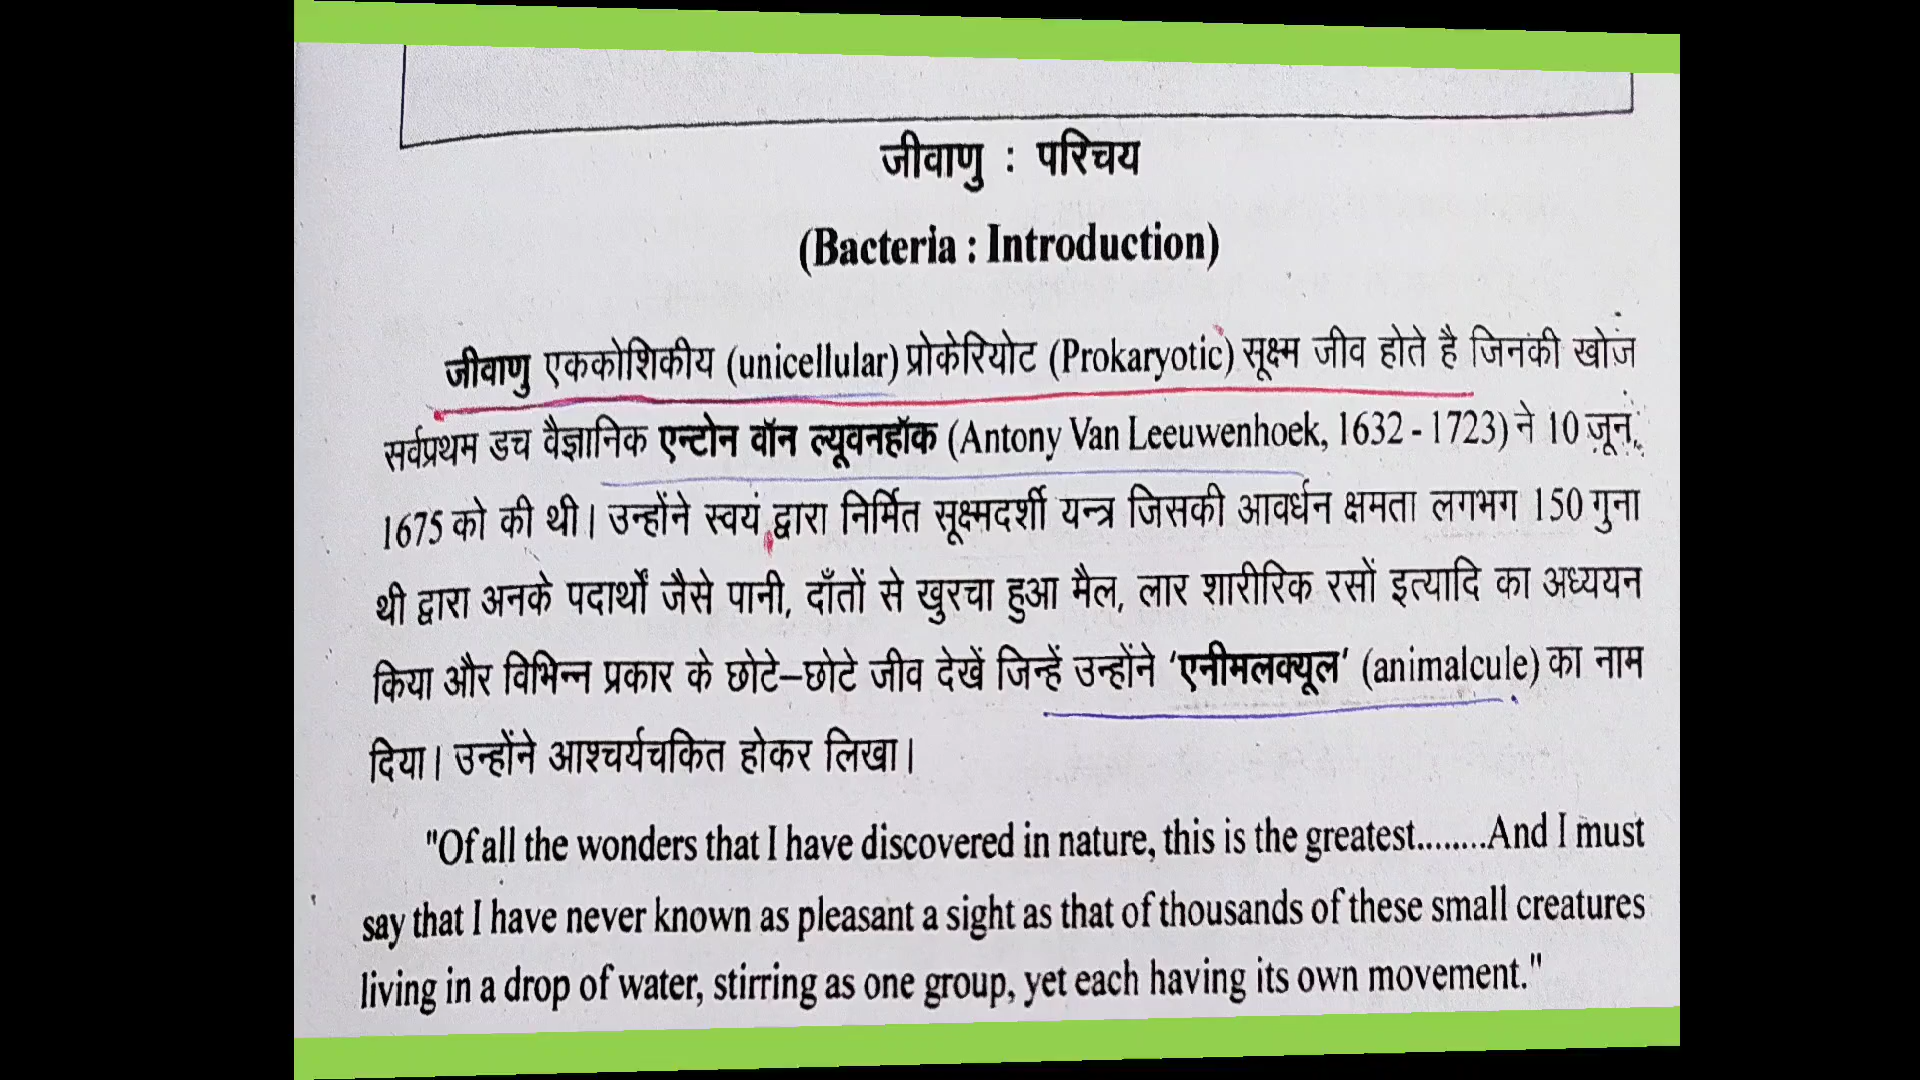 जीवाणु : परिचय
(Bacteria : Introduction)
जीवाणु एककोशिकीय (unicellular) प्रोकेरियोट (Prokaryotic) सूक्ष्म जीव होते है जिनकी खोज
सर्वप्रथम डच वैज्ञानिक एन्टोन वॉन ल्यूवनहॉक (Antony Van Leeuwenhoek, 1632 - 1723) ने 10 जून,
1675 को की थी। उन्होंने स्वयं द्वारा निर्मित सूक्ष्मदर्शी यन्त्र जिसकी आवर्धन क्षमता लगभग 150 गुना
थी द्वारा अनके पदार्थों जैसे पानी, दाँतों से खुरचा हुआ मैल, लार शारीरिक रसों इत्यादि का अध्ययन
किया और विभिन्न प्रकार के छोटे–छोटे जीव देखें जिन्हें उन्होंने 'एनीमलक्यूल' (animalcule) का नाम
दिया। उन्होंने आश्चर्यचकित होकर लिखा।
"Of all the wonders that I have discovered in nature, this is the greatest........And I must
say that I have never known as pleasant a sight as that of thousands of these small creatures
living in a drop of water, stirring as one group, yet each having its own movement."